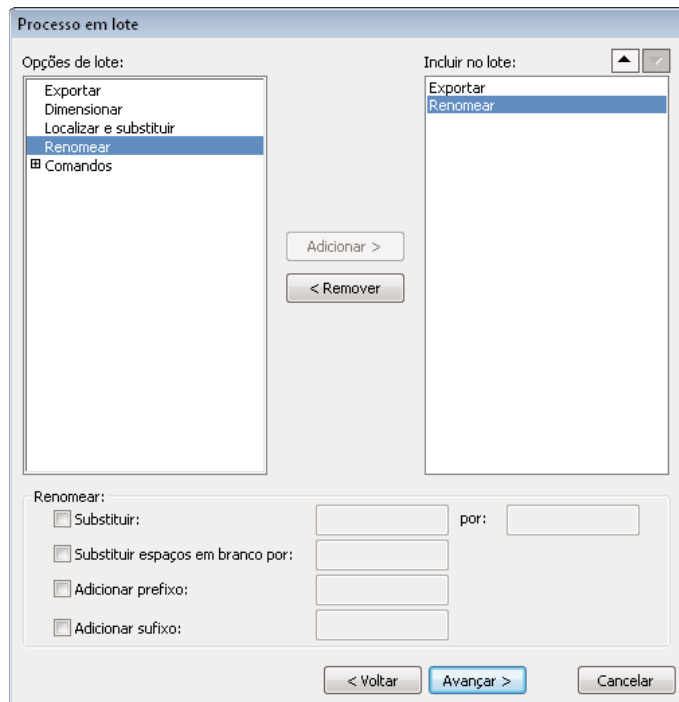 Processo em lote
Opções de lote:
Incluir no lote:
Exportar
Dimensionar
Localizar e substituir
Renomear
Comandos
Exportar
Renomear
Adicionar >
< Remover
Renomear:
Substituir:
por:
Substituir espaços em branco por:
Adicionar prefixo:
Adicionar sufixo:
< Voltar
Avançar >
Cancelar